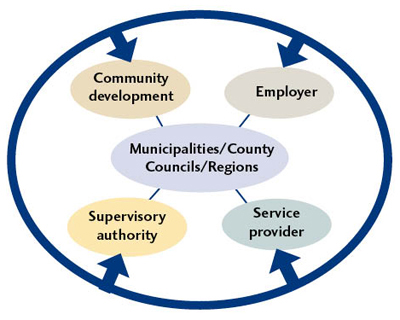 Community
development
Employer
Municipalities/County
Councils/Regions
Supervisory
authority
Service
provider